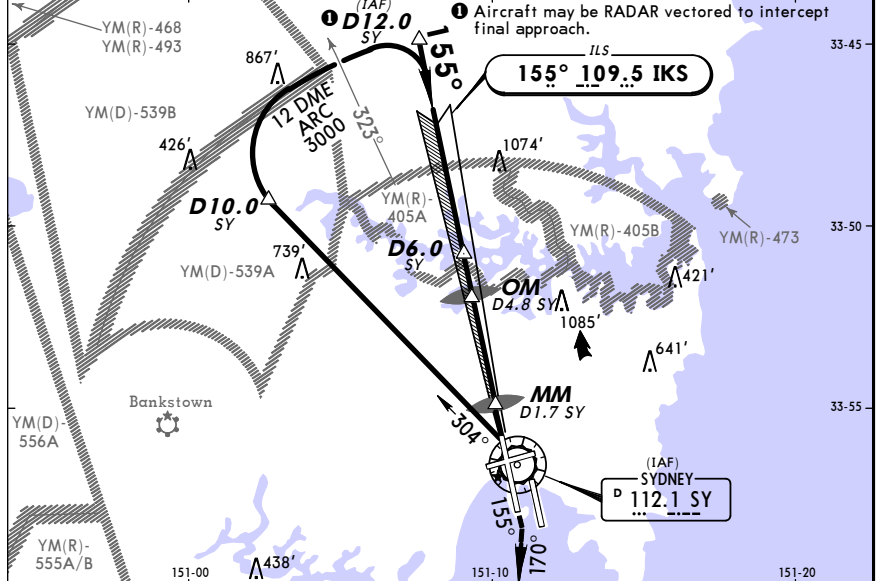 (IAF)
❶ D12.0
SY
❶ Aircraft may be RADAR vectored to intercept
final approach.
33-45
YM(R)-468
YM(R)-493
867'
155°
ILS
155° 109.5 IKS
YM(D)-539B
12 DME
ARC
3000
323°
426'
1074'
D10.0
SY
YM(R)-
405A
33-50
YM(R)-405B
YM(R)-473
739'
D6.0
SY
YM(D)-539A
OM
D4.8 SY
421'
1085'
641'
MM
D1.7 SY
Bankstown
33-55
304°
YM(D)-
556A
(IAF)
SYDNEY
D 112.1 SY
155°
170°
YM(R)-
555A/B
151-00
438'
151-10
151-20